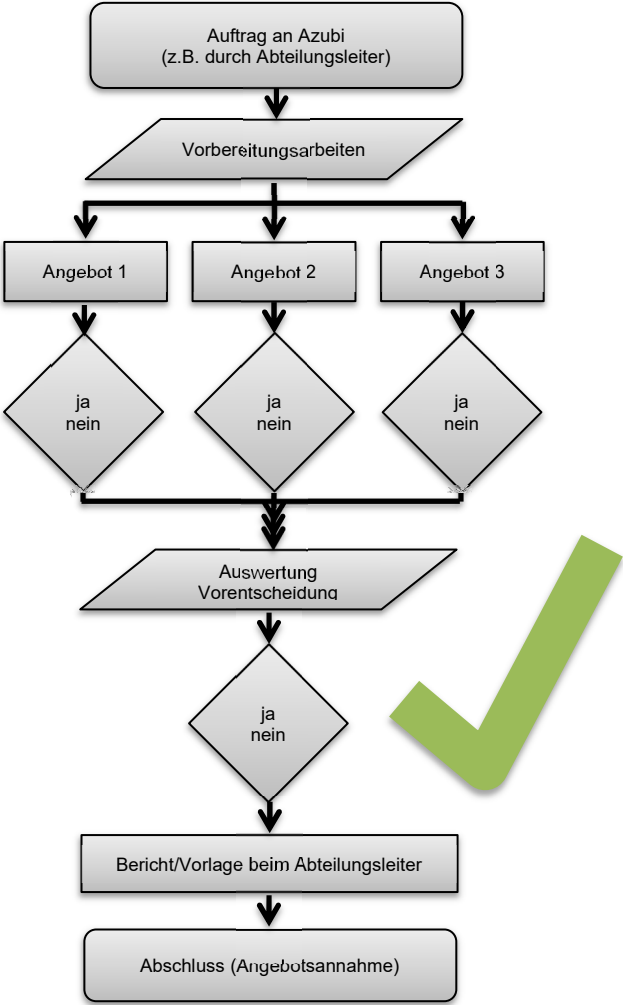 Auftrag an Azubi
(z.B. durch Abteilungsleiter)
Vorbereitungsarbeiten
Angebot 1
Angebot 2
Angebot 3
ja
nein
ja
nein
ja
nein
Auswertung
Vorentscheidung
ja
nein
Bericht/Vorlage beim Abteilungsleiter
Abschluss (Angebotsannahme)